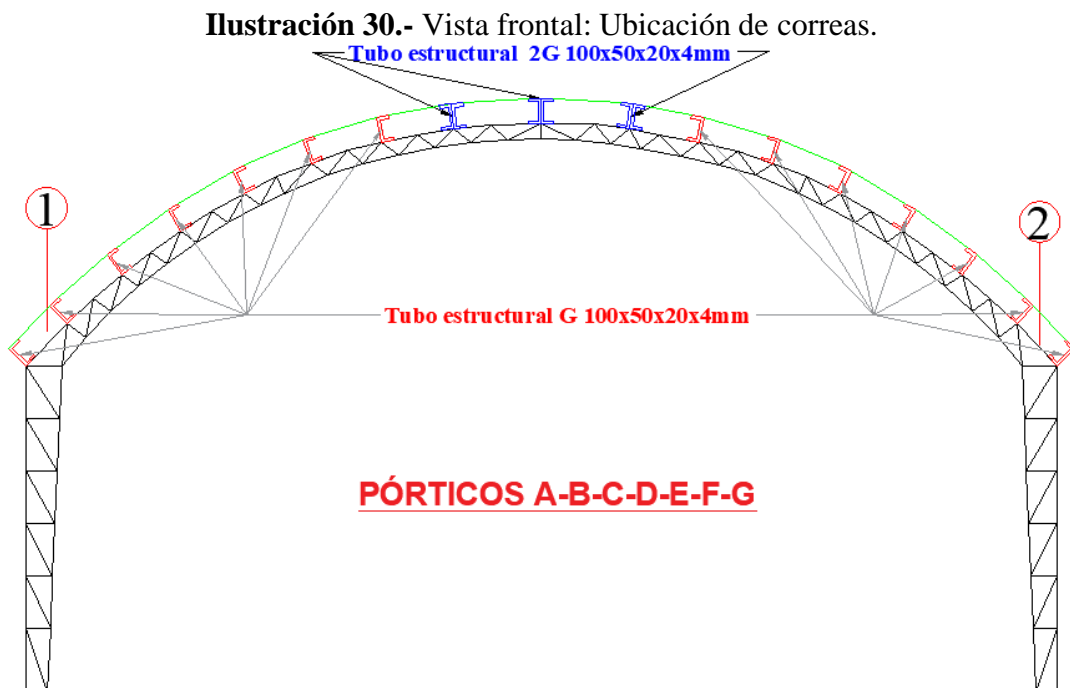 Ilustración 30.- Vista frontal: Ubicación de correas.
Tubo estructural 2G 100x50x20x4mm
1
2
Tubo estructural G 100x50x20x4mm
PÓRTICOS A-B-C-D-E-F-G